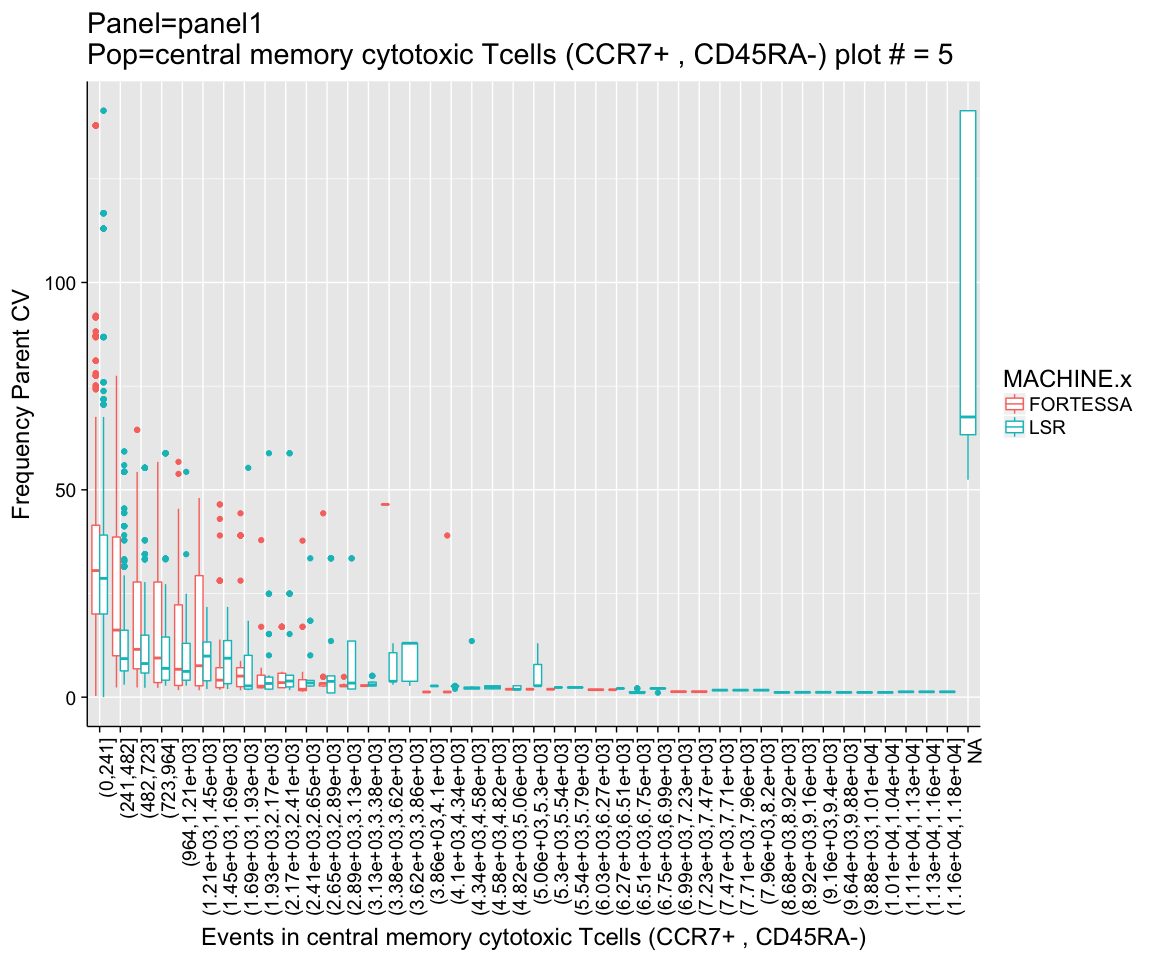 Panel=panel1
Pop=central memory cytotoxic Tcells (CCR7+ , CD45RA-) plot # = 5
Frequency Parent CV
100
50
0
(0,241]
(241,482]
(482,723]
(723,964]
(964,1.21e+03]
(1.21e+03,1.45e+03]
(1.45e+03,1.69e+03]
(1.69e+03,1.93e+03]
(1.93e+03,2.17e+03]
(2.17e+03,2.41e+03]
(2.41e+03,2.65e+03]
(2.65e+03,2.89e+03]
(2.89e+03,3.13e+03]
(3.13e+03,3.38e+03]
(3.38e+03,3.62e+03]
(3.62e+03,3.86e+03]
(3.86e+03,4.1e+03]
(4.1e+03,4.34e+03]
(4.34e+03,4.58e+03]
(4.58e+03,4.82e+03]
(4.82e+03,5.06e+03]
(5.06e+03,5.3e+03]
(5.3e+03,5.54e+03]
(5.54e+03,5.79e+03]
(6.03e+03,6.27e+03]
(6.27e+03,6.51e+03]
(6.51e+03,6.75e+03]
(6.75e+03,6.99e+03]
(6.99e+03,7.23e+03]
(7.23e+03,7.47e+03]
(7.47e+03,7.71e+03]
(7.71e+03,7.96e+03]
(7.96e+03,8.2e+03]
(8.68e+03,8.92e+03]
(8.92e+03,9.16e+03]
(9.16e+03,9.4e+03]
(9.64e+03,9.88e+03]
(9.88e+03,1.01e+04]
(1.01e+04,1.04e+04]
(1.11e+04,1.13e+04]
(1.13e+04,1.16e+04]
(1.16e+04,1.18e+04]
NA
Events in central memory cytotoxic Tcells (CCR7+ , CD45RA-)
MACHINE.x
FORTESSA
LSR